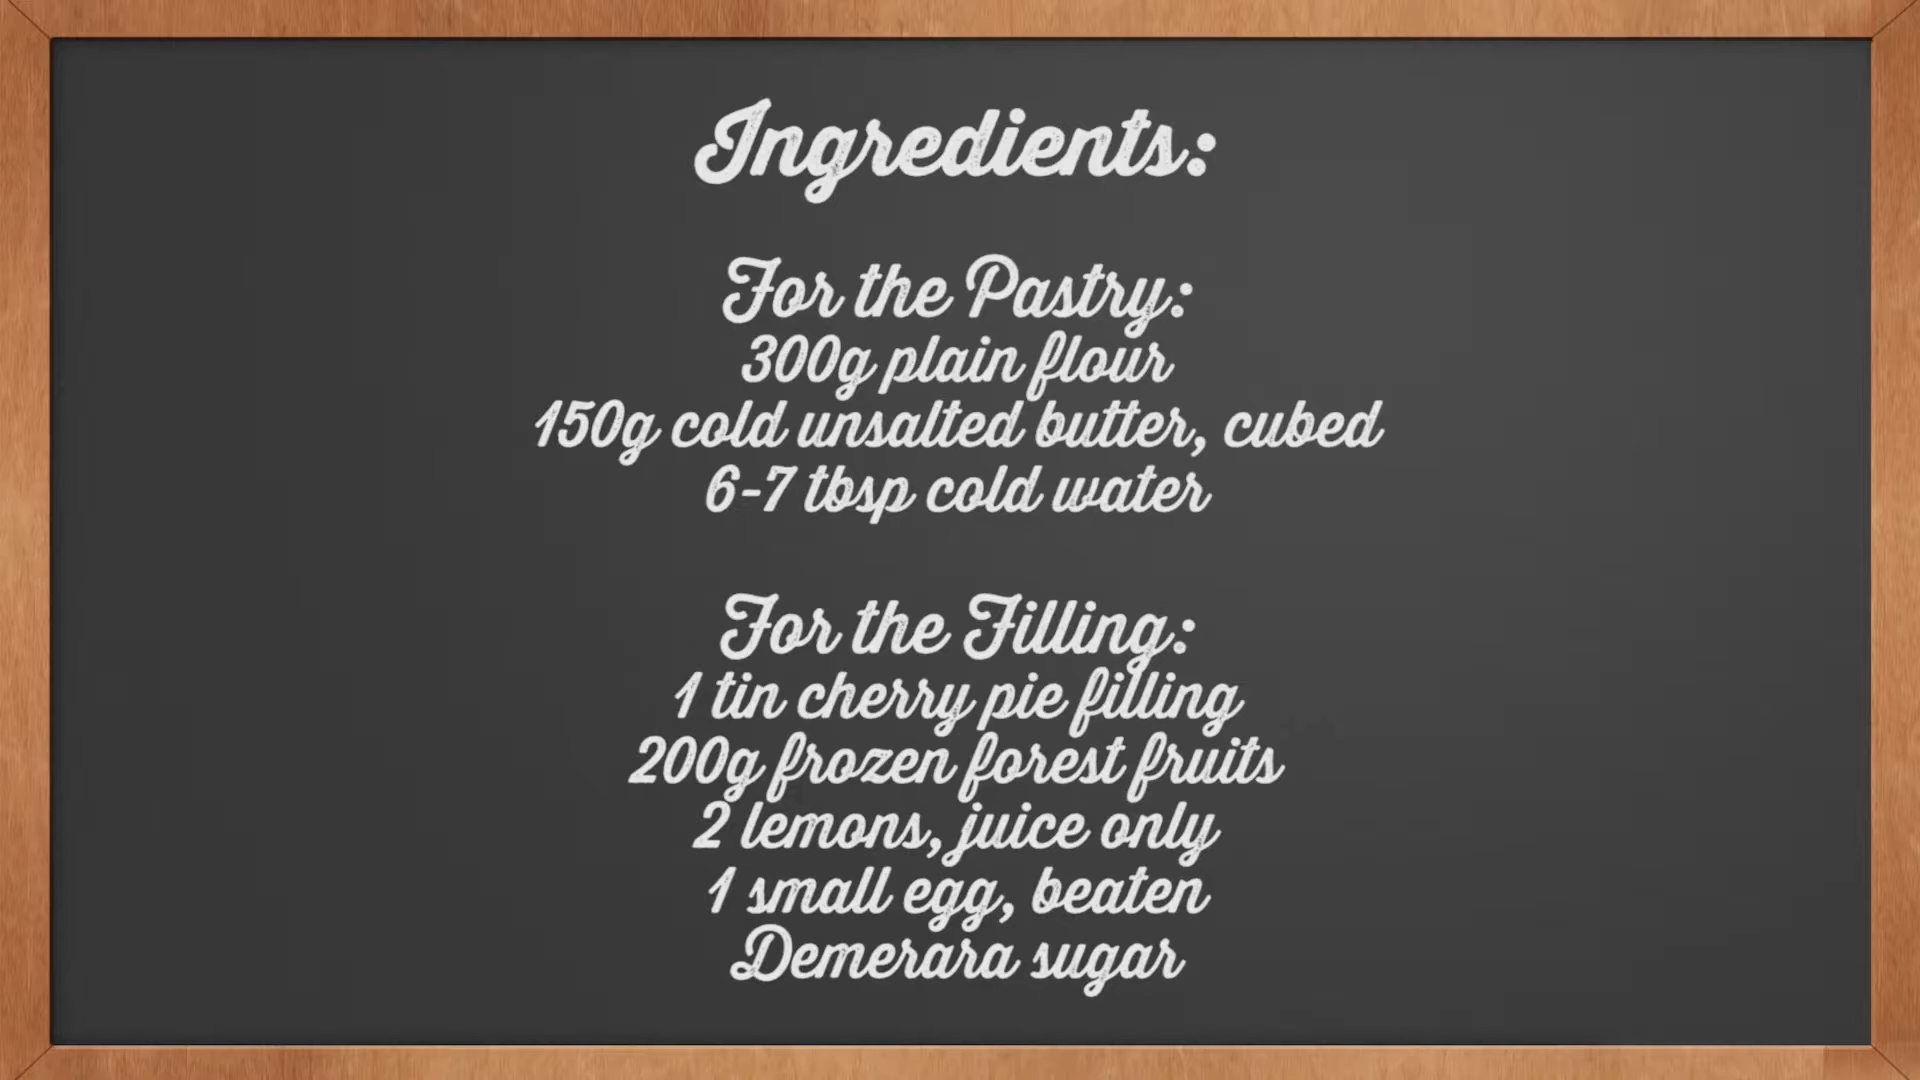 Ingredients:
For the Pastry:
300g plain flour
150g cold unsalted butter, cubed
6-7 tbsp cold water
For the Filling:
1 tin cherry pie filling
200g frozen forest fruits
2 lemons, juice only
1 small egg, beaten
Demerara sugar